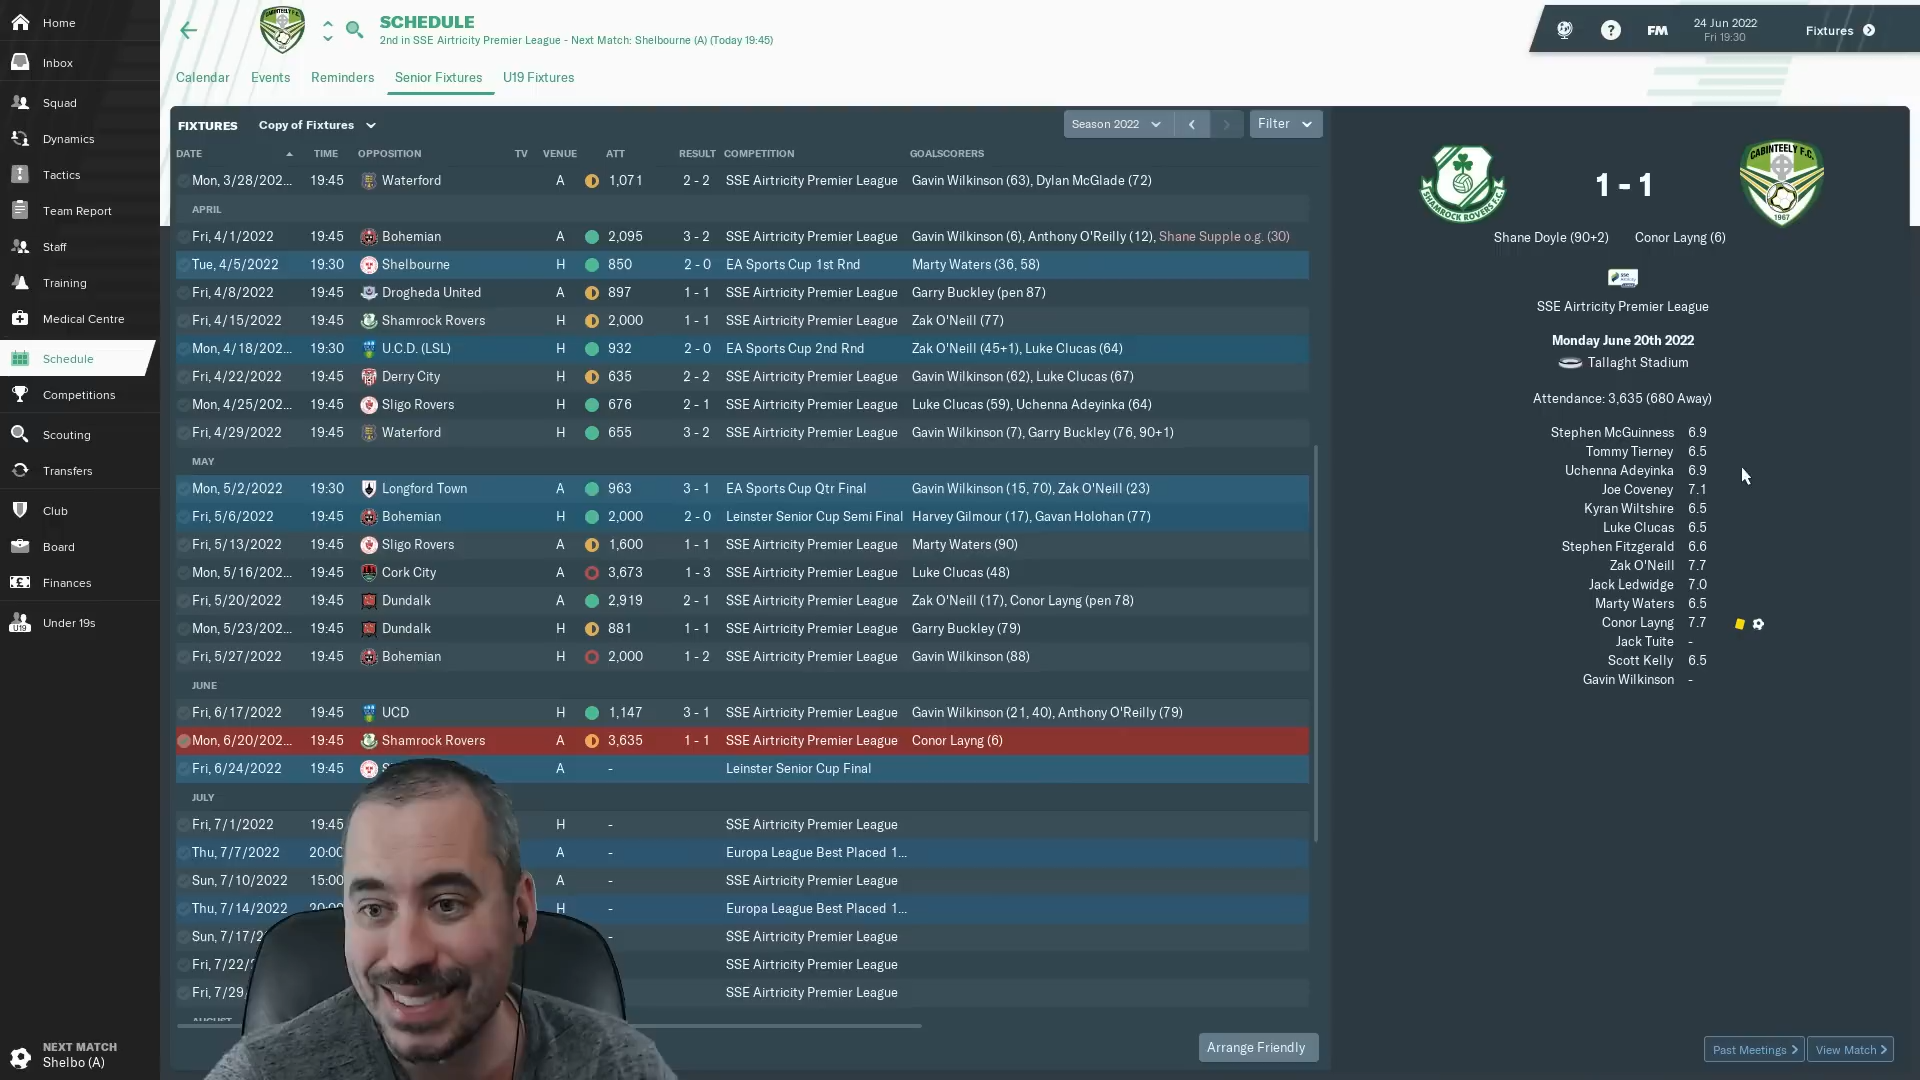 Home
Inbox
Squad
Dynamics
Tactics
Team Report
Staff
Training
Medical Centre
Schedule
Competitions
Scouting
Transfers
Club
Board
Finances
Under 19s
U19
NEXT MATCH
Shelbo (A)
SCHEDULE
2nd in SSE Airtricity Premier League - Next Match: Shelbourne (A) (Today 19:45)
FM
24 Jun 2022
Fri 19:30
Fixtures
Calendar Events Reminders Senior Fixtures U19 Fixtures
FIXTURES Copy of Fixtures Season 2022 Filter
DATE TIME OPPOSITION TV VENUE ATT RESULT COMPETITION GOALSCORERS
Mon, 3/28/202... 19:45 Waterford A 1,071 2 - 2 SSE Airtricity Premier League Gavin Wilkinson (63), Dylan McGlade (72)
APRIL
Fri, 4/1/2022 19:45 Bohemian A 2,095 3 - 2 SSE Airtricity Premier League Gavin Wilkinson (6), Anthony O'Reilly (12), Shane Supple o.g. (30)
Tue, 4/5/2022 19:30 Shelbourne H 850 2 - 0 EA Sports Cup 1st Rnd Marty Waters (36, 58)
Fri, 4/8/2022 19:45 Drogheda United A 897 1 - 1 SSE Airtricity Premier League Garry Buckley (pen 87)
Fri, 4/15/2022 19:45 Shamrock Rovers H 2,000 1 - 1 SSE Airtricity Premier League Zak O'Neill (77)
Mon, 4/18/202... 19:30 U.C.D. (LSL) H 932 2 - 0 EA Sports Cup 2nd Rnd Zak O'Neill (45+1), Luke Clucas (64)
Fri, 4/22/2022 19:45 Derry City H 635 2 - 2 SSE Airtricity Premier League Gavin Wilkinson (62), Luke Clucas (67)
Mon, 4/25/202... 19:45 Sligo Rovers H 676 2 - 1 SSE Airtricity Premier League Luke Clucas (59), Uchenna Adeyinka (64)
Fri, 4/29/2022 19:45 Waterford H 655 3 - 2 SSE Airtricity Premier League Gavin Wilkinson (7), Garry Buckley (76, 90+1)
MAY
Mon, 5/2/2022 19:30 Longford Town A 963 3 - 1 EA Sports Cup Qtr Final Gavin Wilkinson (15, 70), Zak O'Neill (23)
Fri, 5/6/2022 19:45 Bohemian H 2,000 2 - 0 Leinster Senior Cup Semi Final Harvey Gilmour (17), Gavan Holohan (77)
Fri, 5/13/2022 19:45 Sligo Rovers A 1,600 1 - 1 SSE Airtricity Premier League Marty Waters (90)
Mon, 5/16/202... 19:45 Cork City A 3,673 1 - 3 SSE Airtricity Premier League Luke Clucas (48)
Fri, 5/20/2022 19:45 Dundalk A 2,919 2 - 1 SSE Airtricity Premier League Zak O'Neill (17), Conor Layng (pen 78)
Mon, 5/23/202... 19:45 Dundalk H 881 1 - 1 SSE Airtricity Premier League Garry Buckley (79)
Fri, 5/27/2022 19:45 Bohemian H 2,000 1 - 2 SSE Airtricity Premier League Gavin Wilkinson (88)
JUNE
Fri, 6/17/2022 19:45 UCD H 1,147 3 - 1 SSE Airtricity Premier League Gavin Wilkinson (21, 40), Anthony O'Reilly (79)
Mon, 6/20/202... 19:45 Shamrock Rovers A 3,635 1 - 1 SSE Airtricity Premier League Conor Layng (6)
Fri, 6/24/2022 19:45 A - Leinster Senior Cup Final
JULY
Fri, 7/1/2022 19:45 H - SSE Airtricity Premier League
Thu, 7/7/2022 20:00 A - Europa League Best Placed 1...
Sun, 7/10/2022 15:00 A - SSE Airtricity Premier League
Thu, 7/14/2022 20:00 H - Europa League Best Placed 1...
Sun, 7/17/2 - SSE Airtricity Premier League
Fri, 7/22/ SSE Airtricity Premier League
Fri, 7/29 SSE Airtricity Premier League
Arrange Friendly
SHAMROCK ROVERS F.C.
1 - 1
CABINTEELY F.C.
1967
Shane Doyle (90+2) Conor Layng (6)
SSE Airtricity Premier League
Monday June 20th 2022
Tallaght Stadium
Attendance: 3,635 (680 Away)
Stephen McGuinness 6.9
Tommy Tierney 6.5
Uchenna Adeyinka 6.9
Joe Coveney 7.1
Kyran Wiltshire 6.5
Luke Clucas 6.5
Stephen Fitzgerald 6.6
Zak O'Neill 7.7
Jack Ledwidge 7.0
Marty Waters 6.5
Conor Layng 7.7
Jack Tuite -
Scott Kelly 6.5
Gavin Wilkinson -
Past Meetings View Match